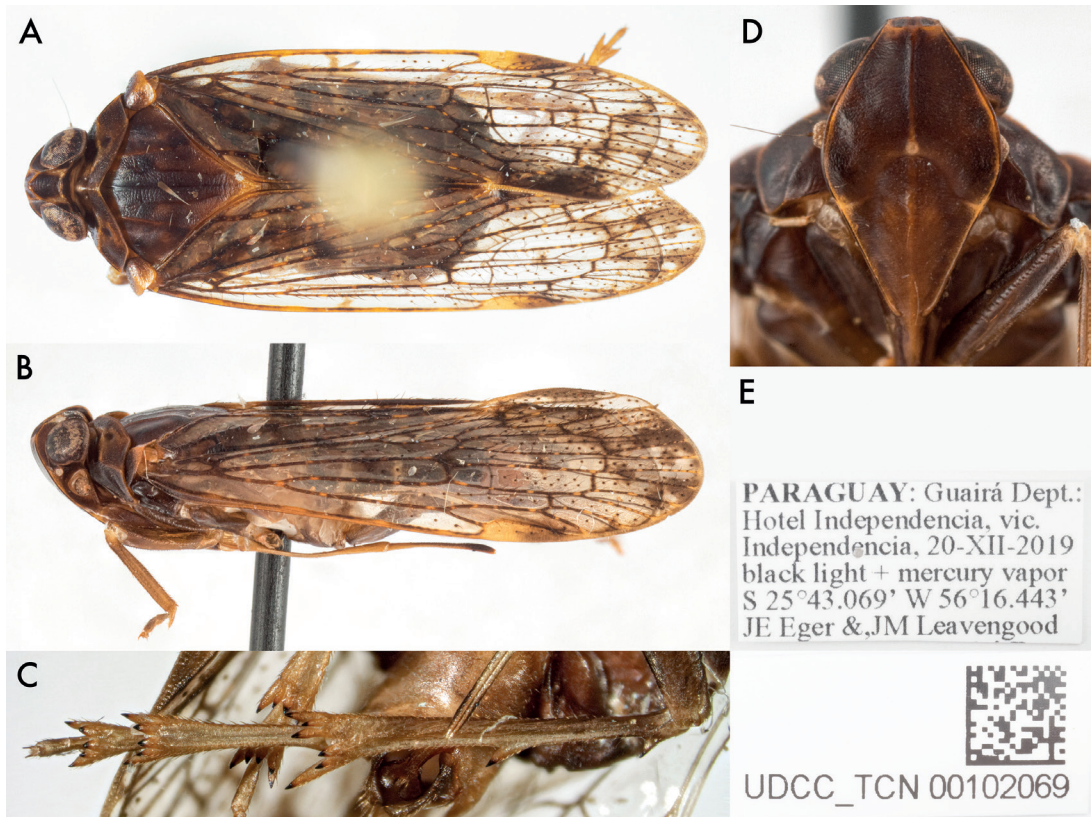 A
B
C
D
E
PARAGUAY: Guairá Dept.:
Hotel Independencia, vic.
Independencia, 20-XII-2019
black light + mercury vapor
S 25°43.069’ W 56°16.443’
JE Eger &,JM Leavengood
UDCC_TCN 00102069